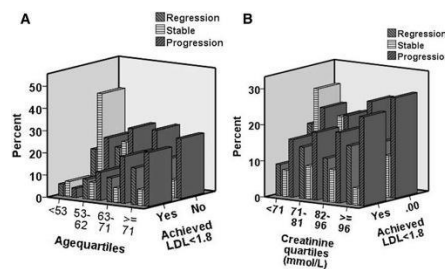 A
Regression
Stable
Progression
Percent
50
40
30
20
10
0
<53
53-
62
63-
71
>=
71
Yes
No
Achieved
LDL<1.8
Agequartiles
B
Regression
Stable
Progression
Percent
30
20
10
0
<71
71-
81
82-
96
>=
96
Yes
.00
Achieved
LDL<1.8
Creatinine
quartiles
(mmol/L)